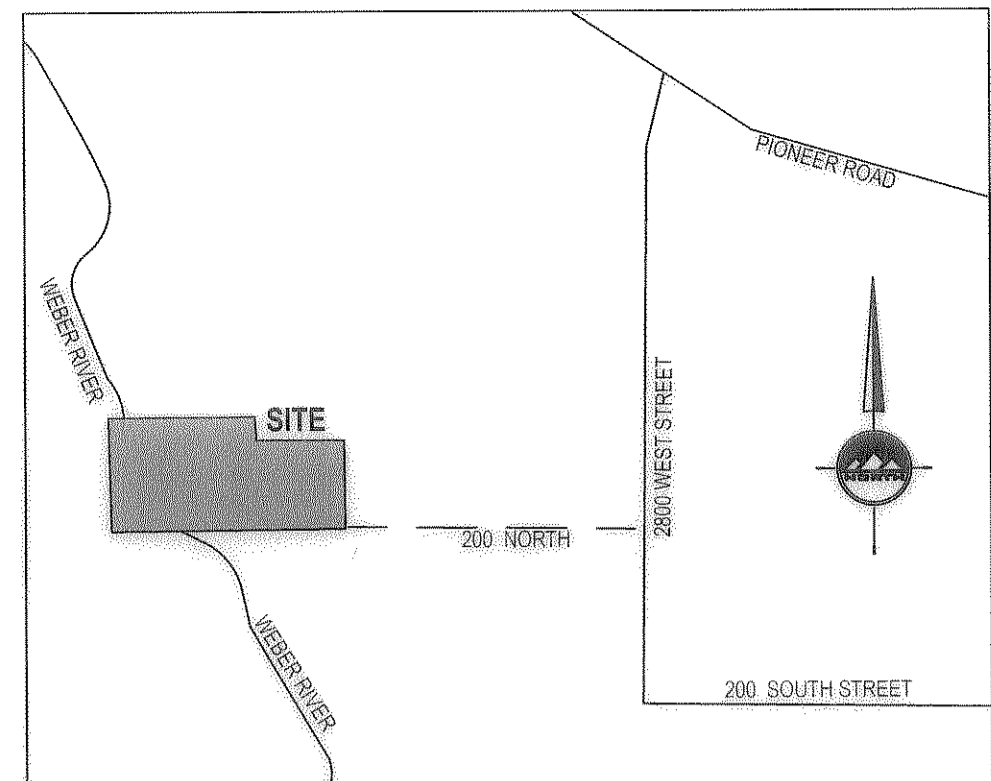 PIONEER ROAD
WEBER RIVER
SITE
2800 WEST STREET
NORTH
200 NORTH
WEBER RIVER
200 SOUTH STREET